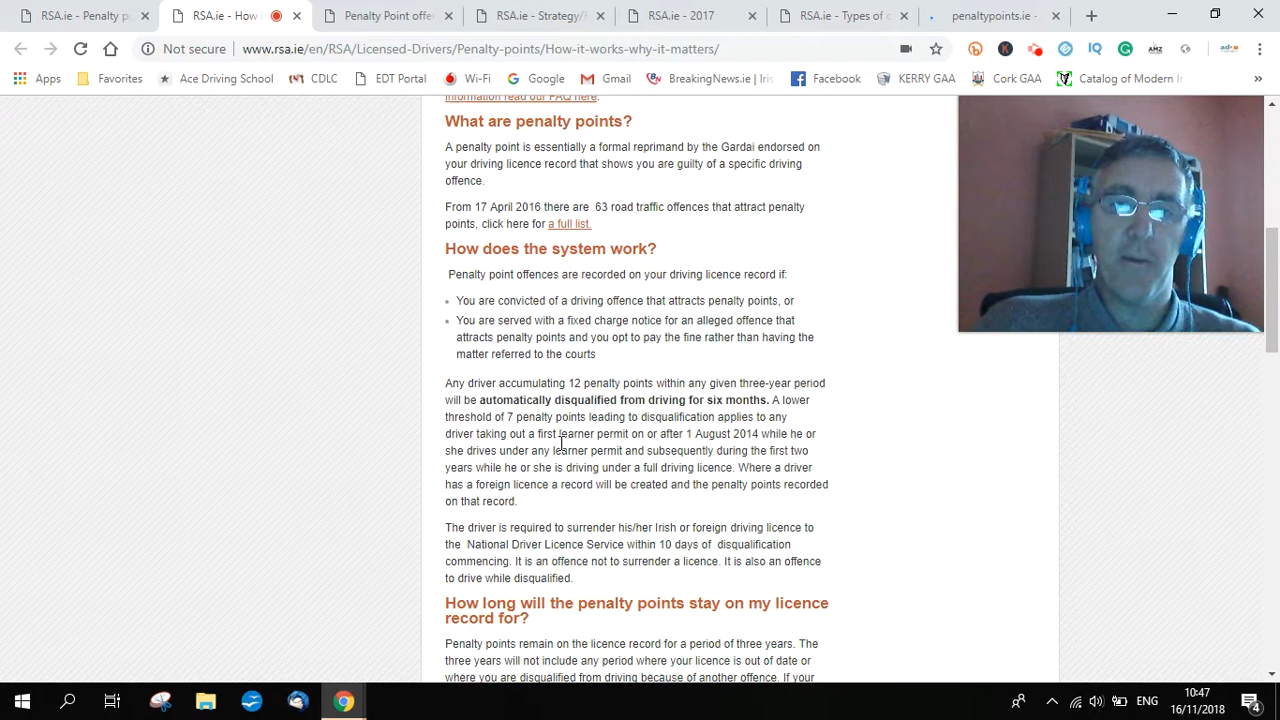 RSA.ie - Penalty p
RSA.ie - How
Penalty Point offe
RSA.ie - Strategy/
RSA.ie - 2017
RSA.ie - Types of
penaltypoints.ie -
Not secure
www.rsa.ie/en/RSA/Licensed-Drivers/Penalty-points/How-it-works-why-it-matters/
Apps
Favorites
Ace Driving School
CDLC
EDT Portal
Wi-Fi
Google
Gmail
BreakingNews.ie | Iris
Facebook
KERRY GAA
Cork GAA
Catalog of Modern
information read our FAQ here.
What are penalty points?
A penalty point is essentially a formal reprimand by the Gardai endorsed on
your driving licence record that shows you are guilty of a specific driving
offence.
From 17 April 2016 there are 63 road traffic offences that attract penalty
points, click here for a full list.
How does the system work?
Penalty point offences are recorded on your driving licence record if:
You are convicted of a driving offence that attracts penalty points, or
You are served with a fixed charge notice for an alleged offence that
attracts penalty points and you opt to pay the fine rather than having the
matter referred to the courts
Any driver accumulating 12 penalty points within any given three-year period
will be automatically disqualified from driving for six months. A lower
threshold of 7 penalty points leading to disqualification applies to any
driver taking out a first learner permit on or after 1 August 2014 while he or
she drives under any learner permit and subsequently during the first two
years while he or she is driving under a full driving licence. Where a driver
has a foreign licence a record will be created and the penalty points recorded
on that record.
The driver is required to surrender his/her Irish or foreign driving licence to
the National Driver Licence Service within 10 days of disqualification
commencing. It is an offence not to surrender a licence. It is also an offence
to drive while disqualified.
How long will the penalty points stay on my licence
record for?
Penalty points remain on the licence record for a period of three years. The
three years will not include any period where your licence is out of date or
where you are disqualified from driving because of another offence. If your
ENG
10:47
16/11/2018
4